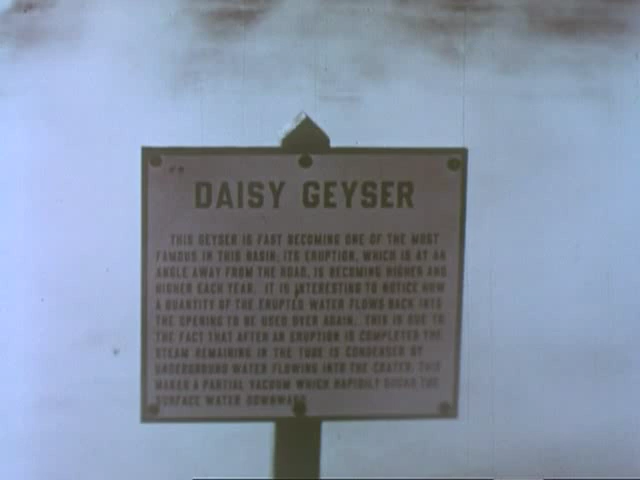 DAISY GEYSER
THIS GEYSER IS FAST BECOMING ONE OF THE MOST
FAMOUS IN THIS BASIN. ITS ERUPTION, WHICH IS AT AN
ANGLE AWAY FROM THE ROAD, IS BECOMING HIGHER AND
HIGHER EACH YEAR. IT IS INTERESTING TO NOTICE HOW
A QUANTITY OF THE ERUPTED WATER FLOWS BACK INTO
THE OPENING TO BE USED OVER AGAIN. THIS IS DUE TO
THE FACT THAT AFTER AN ERUPTION IS COMPLETED THE
STEAM REMAINING IN THE TUBE IS CONDENSED BY
UNDERGROUND WATER FLOWING INTO THE CRATER. THIS
MAKES A PARTIAL VACUUM WHICH RAPIDLY THE
SURFACE WATER DOWNWARD